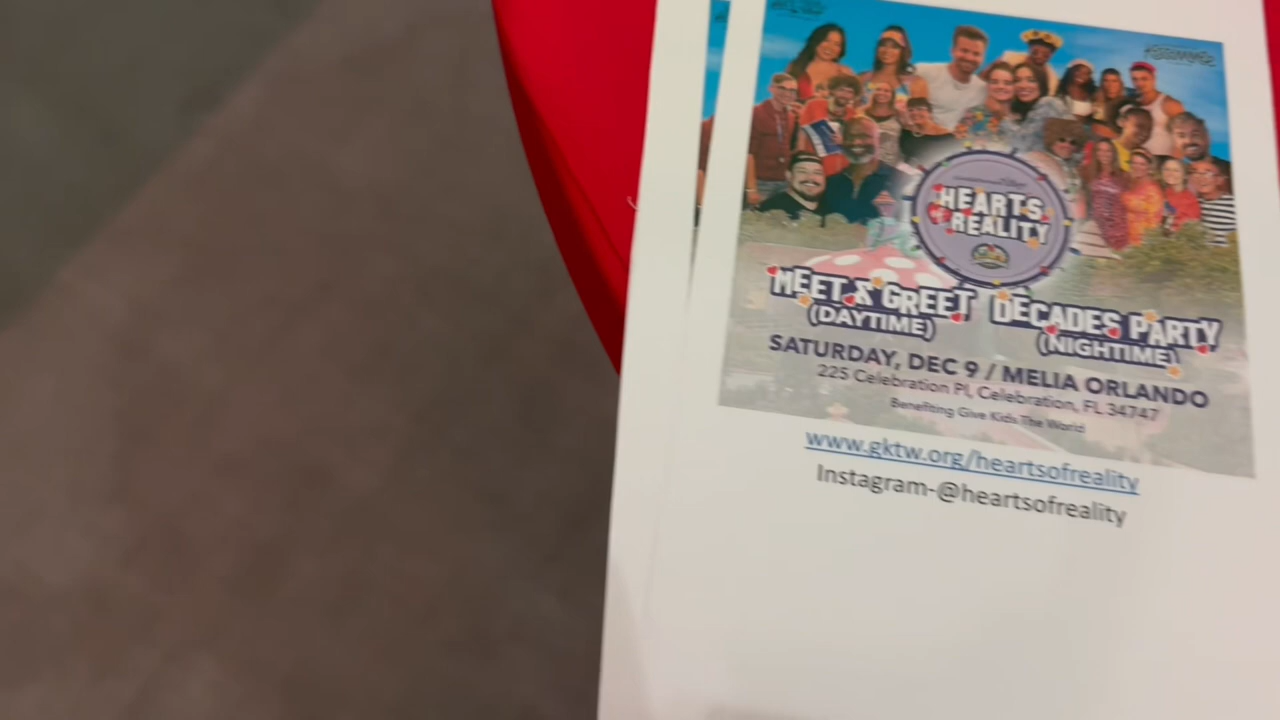 HEARTS
of REALITY
MEET & GREET
(DAYTIME)
DECADES PARTY
(NIGHTIME)
SATURDAY, DEC 9 / MELIA ORLANDO
225 Celebration Pl, Celebration, FL 34747
Benefiting Give Kids The World
www.gktw.org/heartsofreality
Instagram-@heartsofreality